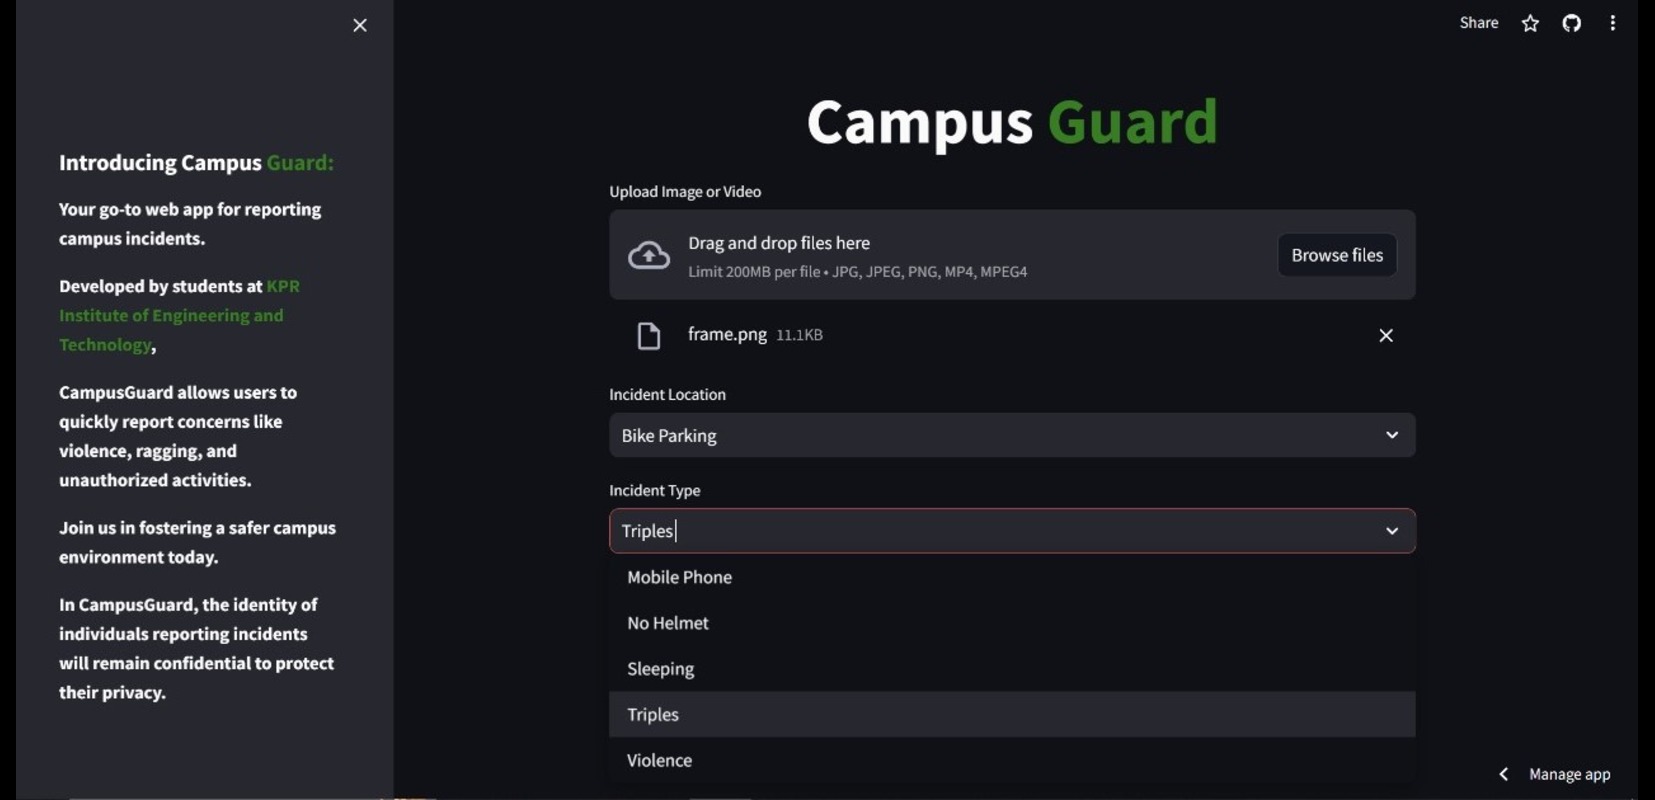 Share
Introducing Campus Guard:
Your go-to web app for reporting
campus incidents.
Developed by students at KPR
Institute of Engineering and
Technology,
CampusGuard allows users to
quickly report concerns like
violence, ragging, and
unauthorized activities.
Join us in fostering a safer campus
environment today.
In CampusGuard, the identity of
individuals reporting incidents
will remain confidential to protect
their privacy.
Campus Guard
Upload Image or Video
Drag and drop files here
Limit 200MB per file • JPG, JPEG, PNG, MP4, MPEG4
Browse files
frame.png 11.1KB
Incident Location
Bike Parking
Incident Type
Triples
Mobile Phone
No Helmet
Sleeping
Triples
Violence
Manage app